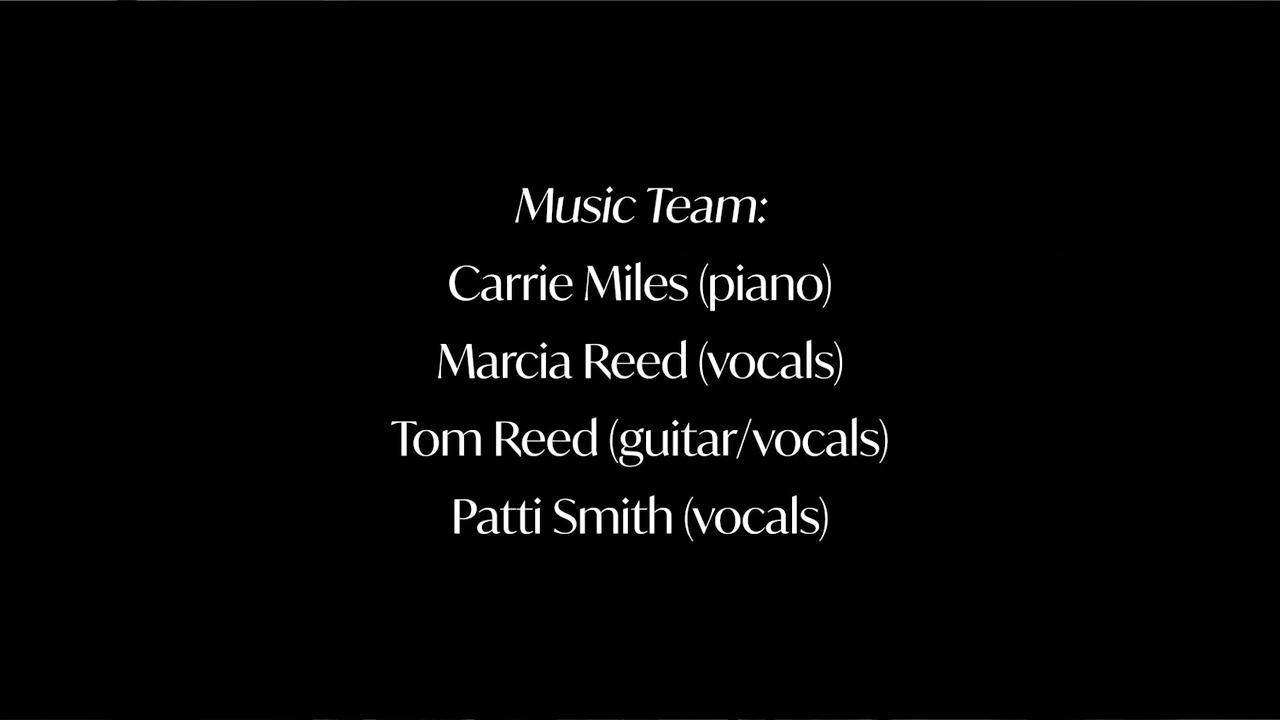 Music Team:
Carrie Miles (piano)
Marcia Reed (vocals)
Tom Reed (guitar/vocals)
Patti Smith (vocals)